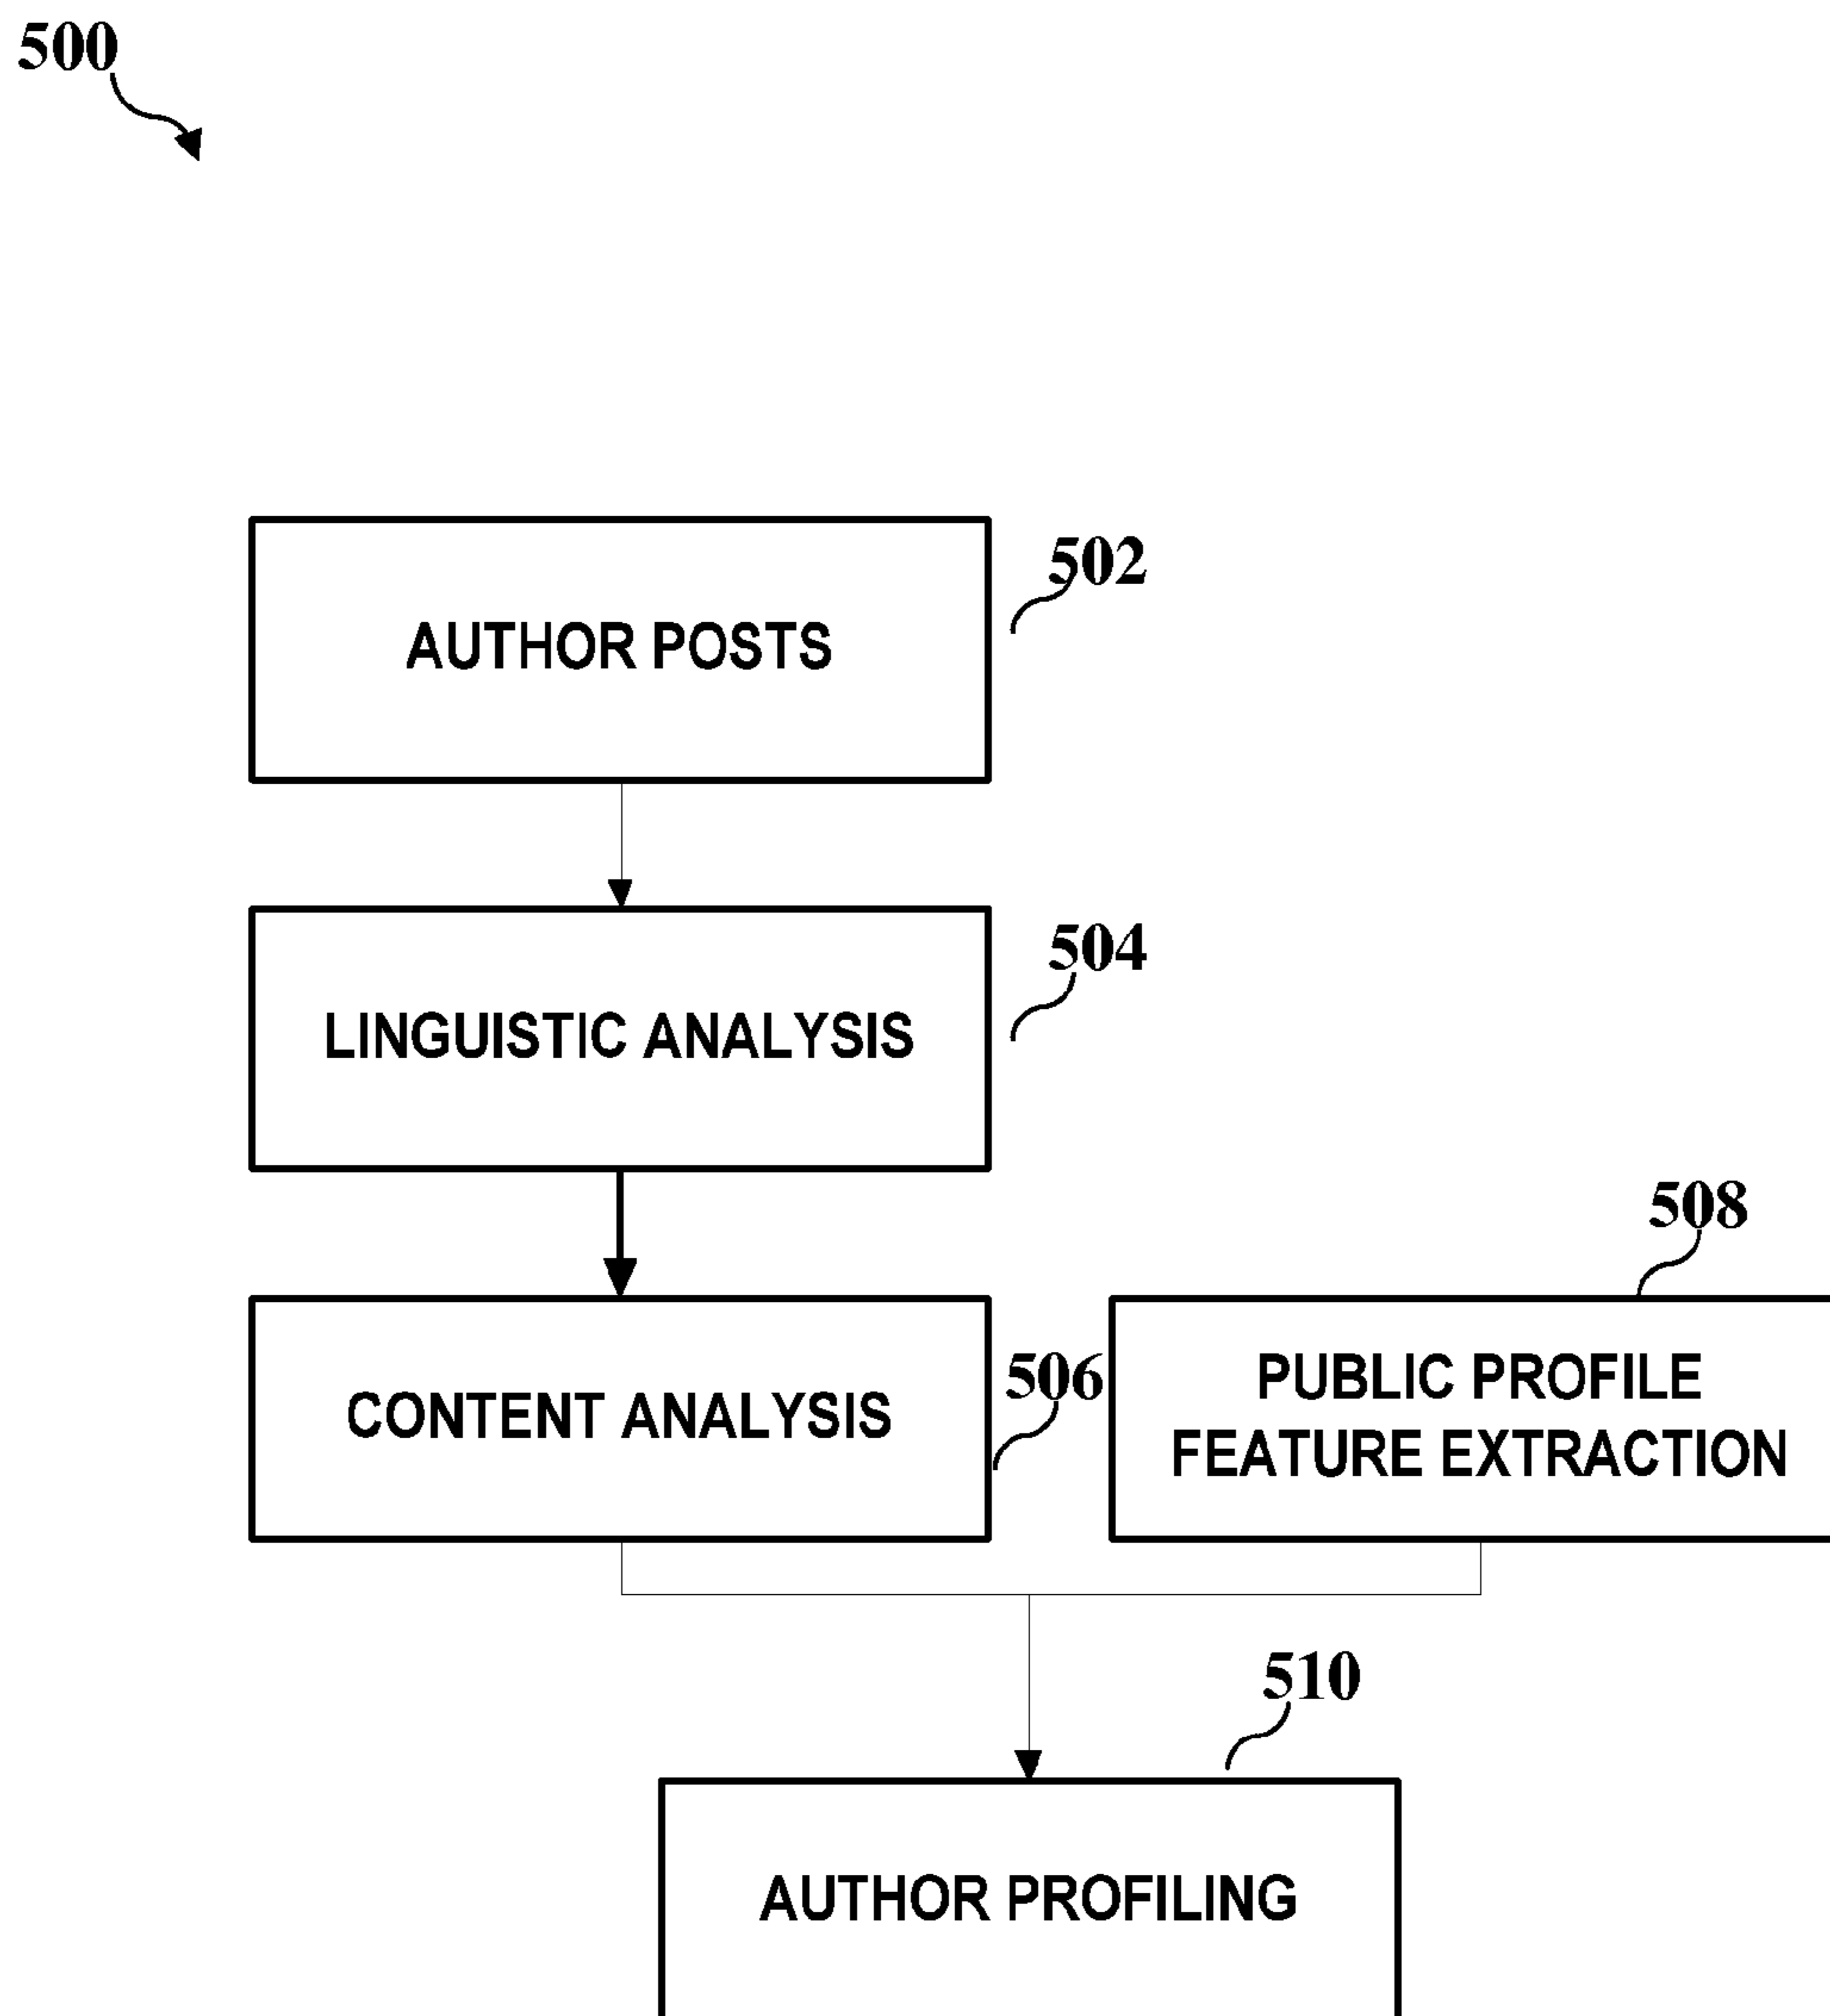 500
AUTHOR POSTS
502
LINGUISTIC ANALYSIS
504
CONTENT ANALYSIS
506
508
PUBLIC PROFILE
FEATURE EXTRACTION
510
AUTHOR PROFILING